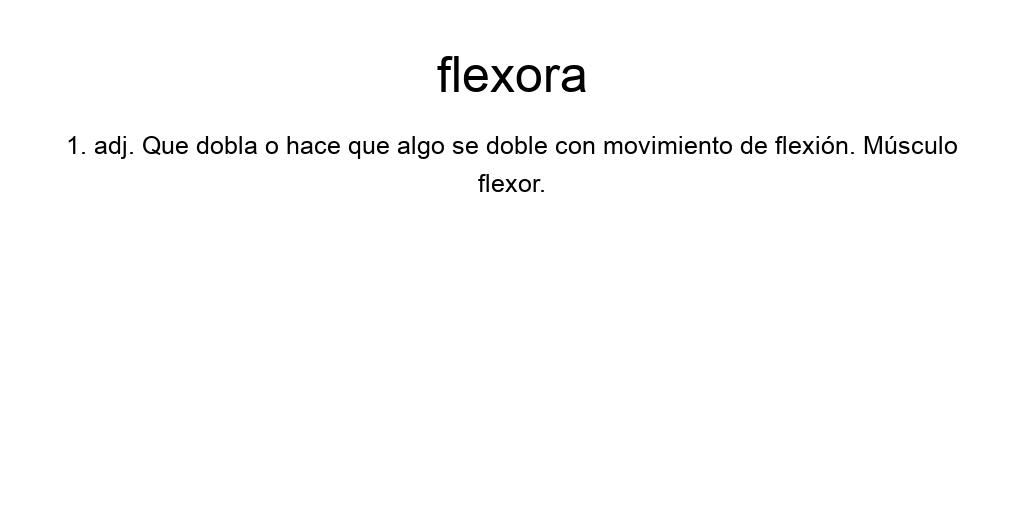 flexora
1. adj. Que dobla o hace que algo se doble con movimiento de flexión. Músculo
flexor.